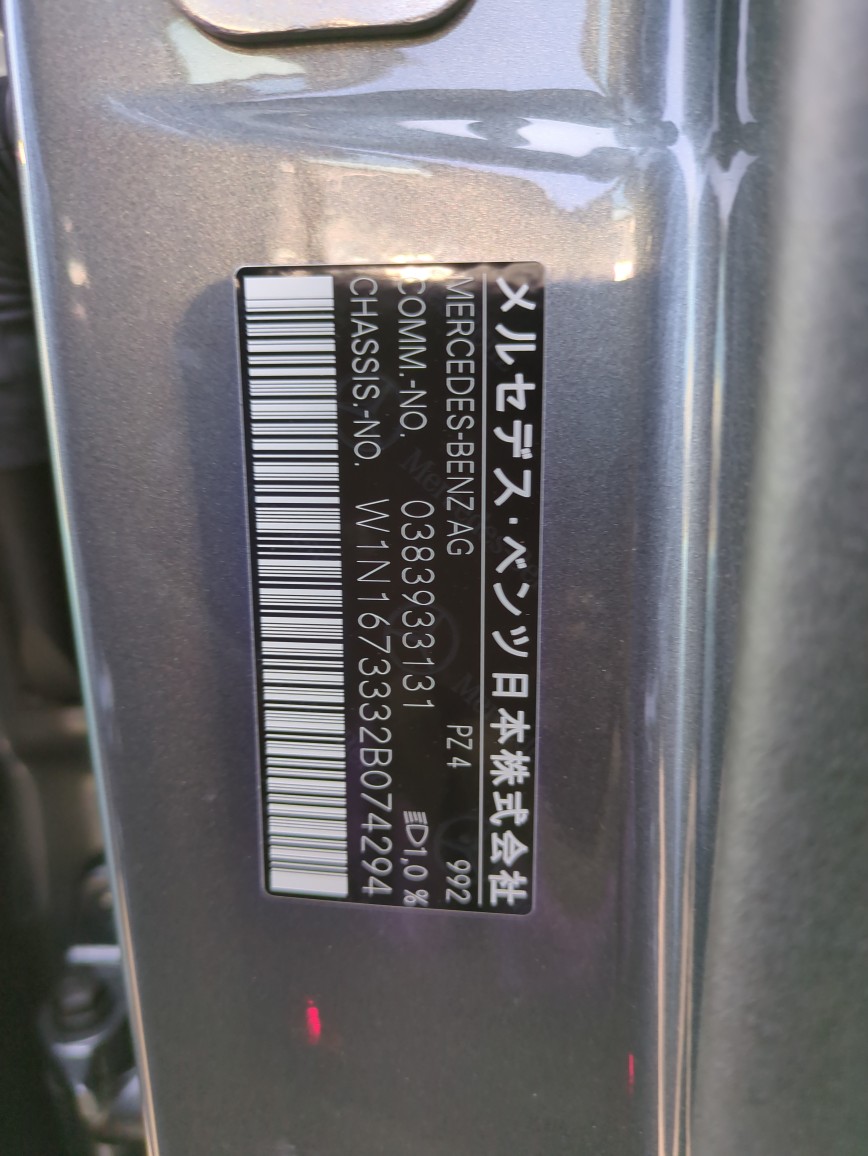 メルセデス・ベンツ日本株式会社
MERCEDES-BENZ AG PZ4 992
COMM.-NO. 0383933131 1,0 %
CHASSIS.-NO. W1N1673332B074294